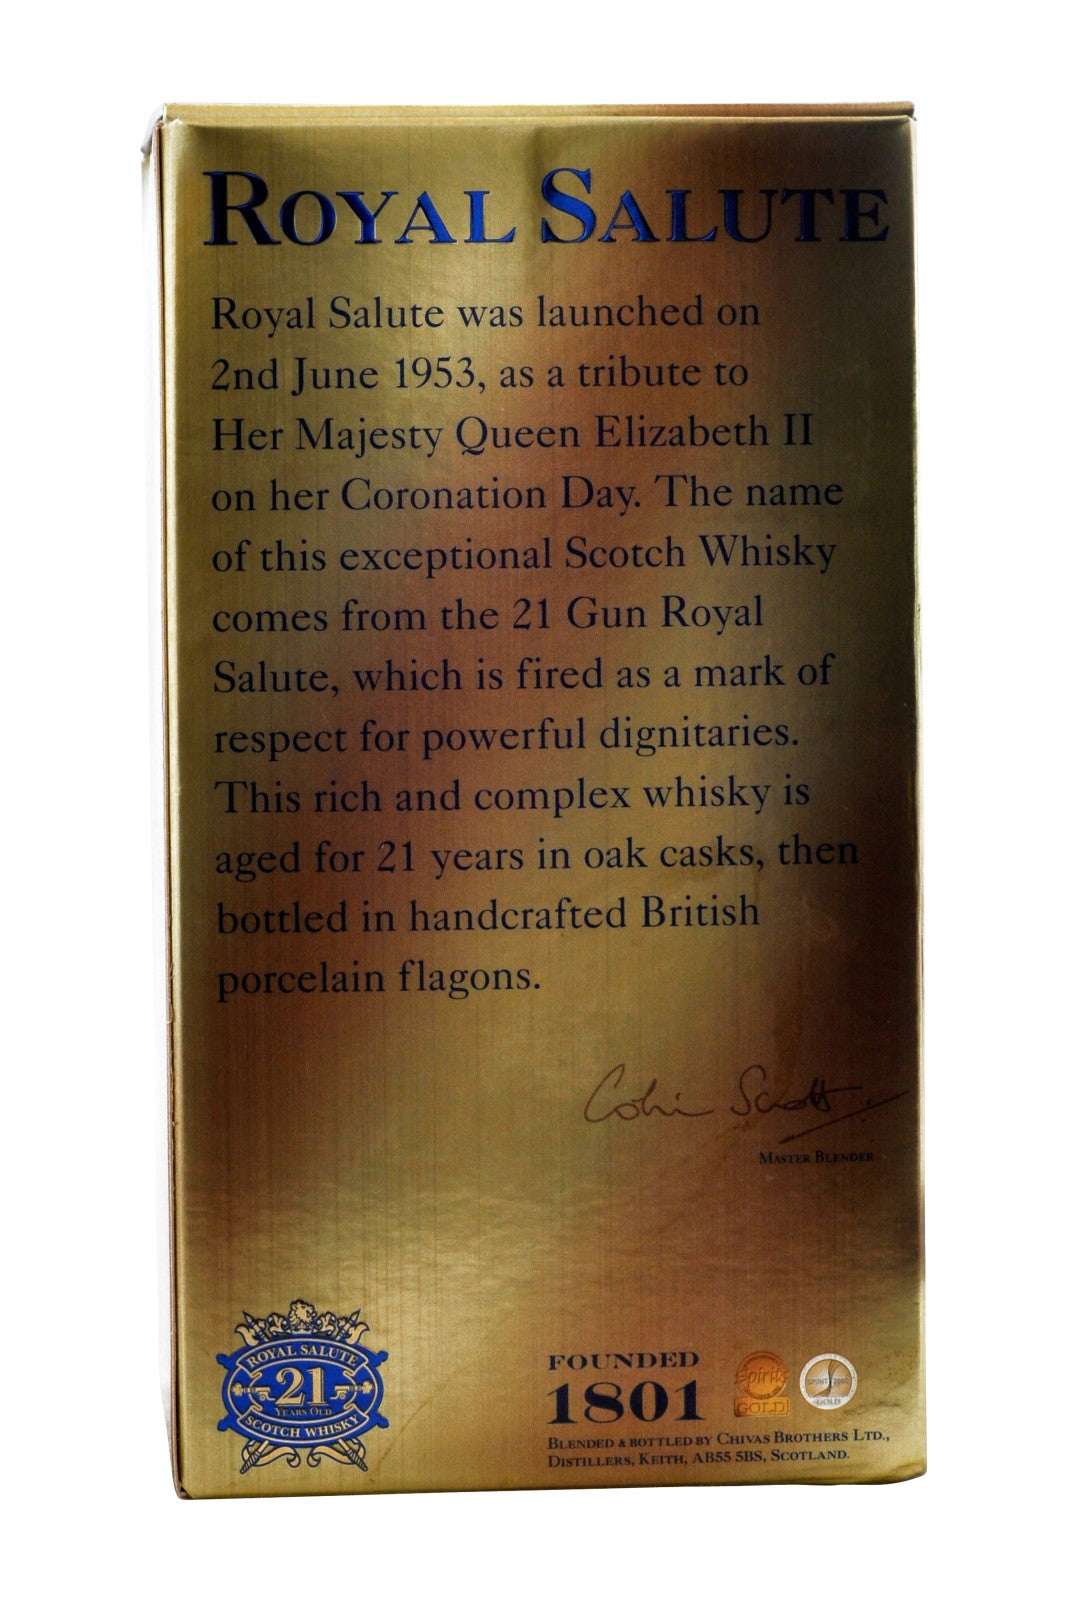 ROYAL SALUTE
Royal Salute was launched on
2nd June 1953, as a tribute to
Her Majesty Queen Elizabeth II
on her Coronation Day. The name
of this exceptional Scotch Whisky
comes from the 21 Gun Royal
Salute, which is fired as a mark of
respect for powerful dignitaries.
This rich and complex whisky is
aged for 21 years in oak casks, then
bottled in handcrafted British
porcelain flagons.
Colin Scott
MASTER BLENDER
ROYAL SALUTE
21
YEARS OLD
SCOTCH WHISKY
FOUNDED
1801
BLENDED & BOTTLED BY CHIVAS BROTHERS LTD.,
DISTILLERS, KEITH, AB55 5BS, SCOTLAND.
Spirits
GOLD
GOLD